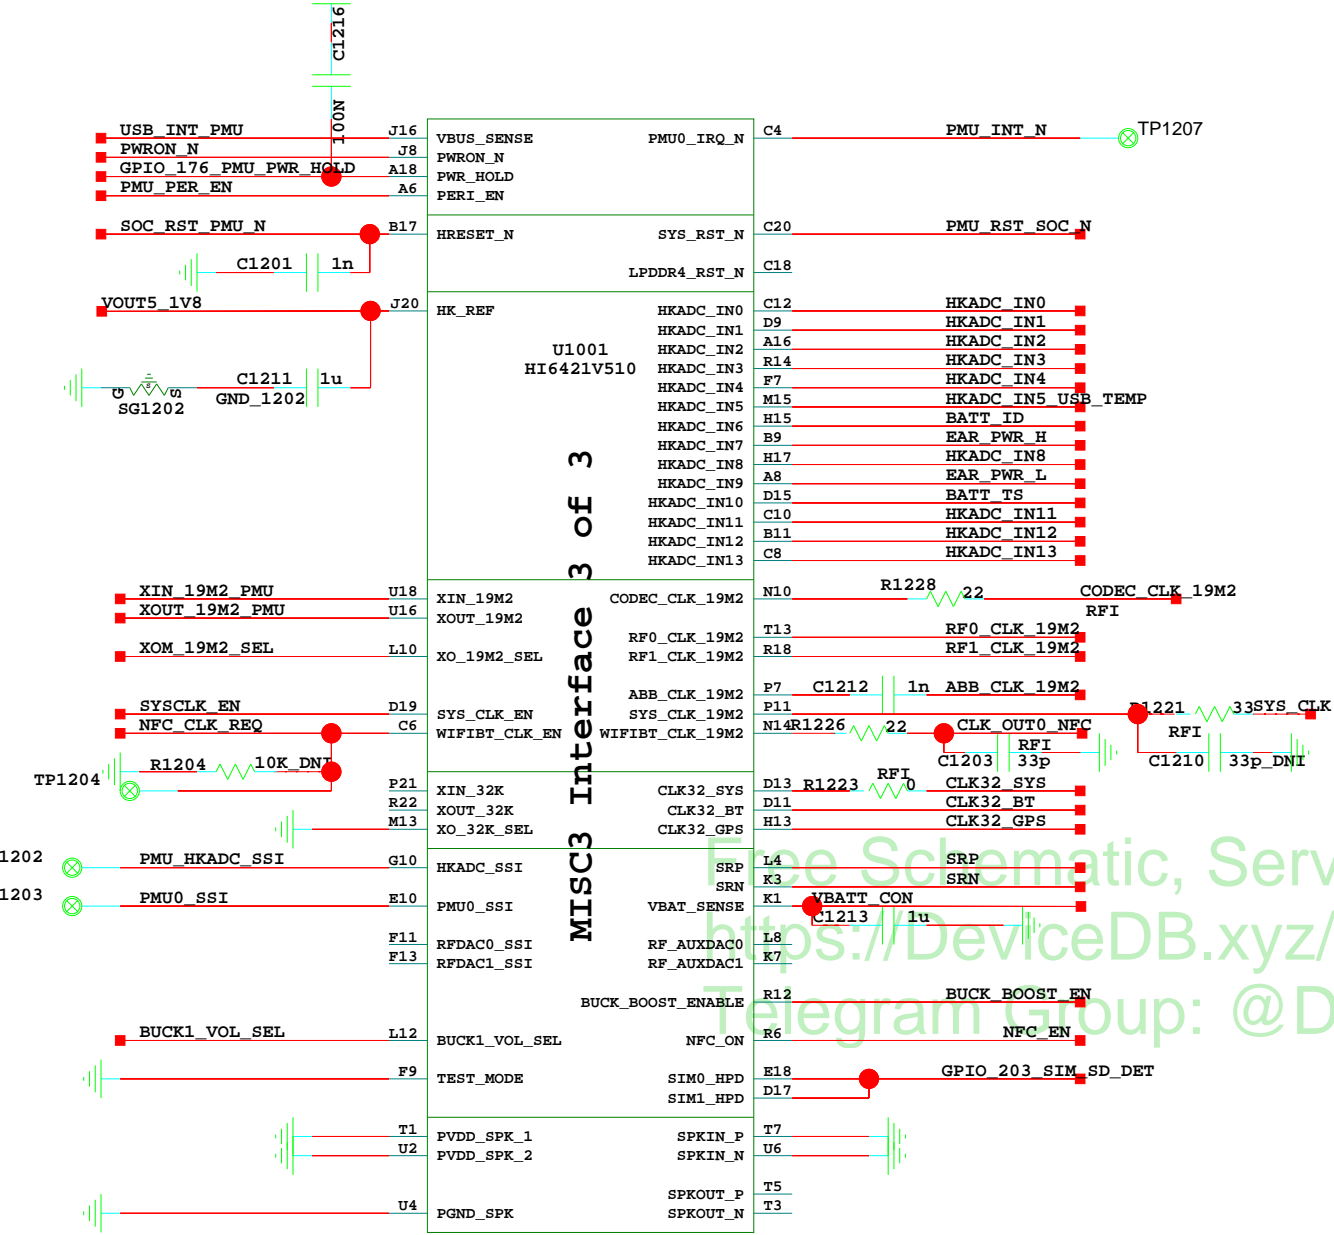 C1216
100N
USB_INT_PMU J16 VBUS_SENSE PMU0_IRQ_N C4 PMU_INT_N TP1207
PWRON_N J8 PWRON_N
GPIO_176_PMU_PWR_HOLD A18 PWR_HOLD
PMU_PER_EN A6 PERI_EN
SOC_RST_PMU_N B17 HRESET_N SYS_RST_N C20 PMU_RST_SOC_N
C1201 1n LPDDR4_RST_N C18
VOUT5_1V8 J20 HK_REF HKADC_IN0 C12 HKADC_IN0
HKADC_IN1 D9 HKADC_IN1
U1001 HKADC_IN2 A16 HKADC_IN2
HI6421V510 HKADC_IN3 R14 HKADC_IN3
C1211 1u HKADC_IN4 F7 HKADC_IN4
G S GND_1202 HKADC_IN5 M15 HKADC_IN5_USB_TEMP
SG1202
HKADC_IN6 H15 BATT_ID
HKADC_IN7 B9 EAR_PWR_H
HKADC_IN8 H17 HKADC_IN8
HKADC_IN9 A8 EAR_PWR_L
HKADC_IN10 D15 BATT_TS
HKADC_IN11 C10 HKADC_IN11
HKADC_IN12 B11 HKADC_IN12
HKADC_IN13 C8 HKADC_IN13
MISC3 Interface 3 of 3
XIN_19M2_PMU U18 XIN_19M2 CODEC_CLK_19M2 N10 R1228 22 CODEC_CLK_19M2
RFI
XOUT_19M2_PMU U16 XOUT_19M2
RF0_CLK_19M2 T13 RF0_CLK_19M2
XOM_19M2_SEL L10 XO_19M2_SEL RF1_CLK_19M2 R18 RF1_CLK_19M2
ABB_CLK_19M2 P7 C1212 1n ABB_CLK_19M2
SYSCLK_EN D19 SYS_CLK_EN SYS_CLK_19M2 P11 R1221 33 SYS_CLK
RFI
NFC_CLK_REQ C6 WIFIBT_CLK_EN WIFIBT_CLK_19M2 N14 R1226 22 CLK_OUT0_NFC
RFI
C1203 33p C1210 33p_DNI
R1204 10K_DNI
TP1204
P21 XIN_32K CLK32_SYS D13 R1223 RFI 0 CLK32_SYS
R22 XOUT_32K CLK32_BT D11 CLK32_BT
M13 XO_32K_SEL CLK32_GPS H13 CLK32_GPS
1202 PMU_HKADC_SSI G10 HKADC_SSI SRP L4 SRP
SRN K3 SRN
1203 PMU0_SSI E10 PMU0_SSI VBAT_SENSE K1 VBATT_CON
C1213 1u
F11 RFDAC0_SSI RF_AUXDAC0 L8
F13 RFDAC1_SSI RF_AUXDAC1 K7
BUCK_BOOST_ENABLE R12 BUCK_BOOST_EN
BUCK1_VOL_SEL L12 BUCK1_VOL_SEL NFC_ON R6 NFC_EN
F9 TEST_MODE SIM0_HPD E18 GPIO_203_SIM_SD_DET
SIM1_HPD D17
T1 PVDD_SPK_1 SPKIN_P T7
U2 PVDD_SPK_2 SPKIN_N U6
SPKOUT_P T5
U4 PGND_SPK SPKOUT_N T3
Free Schematic, Serv
https://DeviceDB.xyz/
Telegram Group: @D